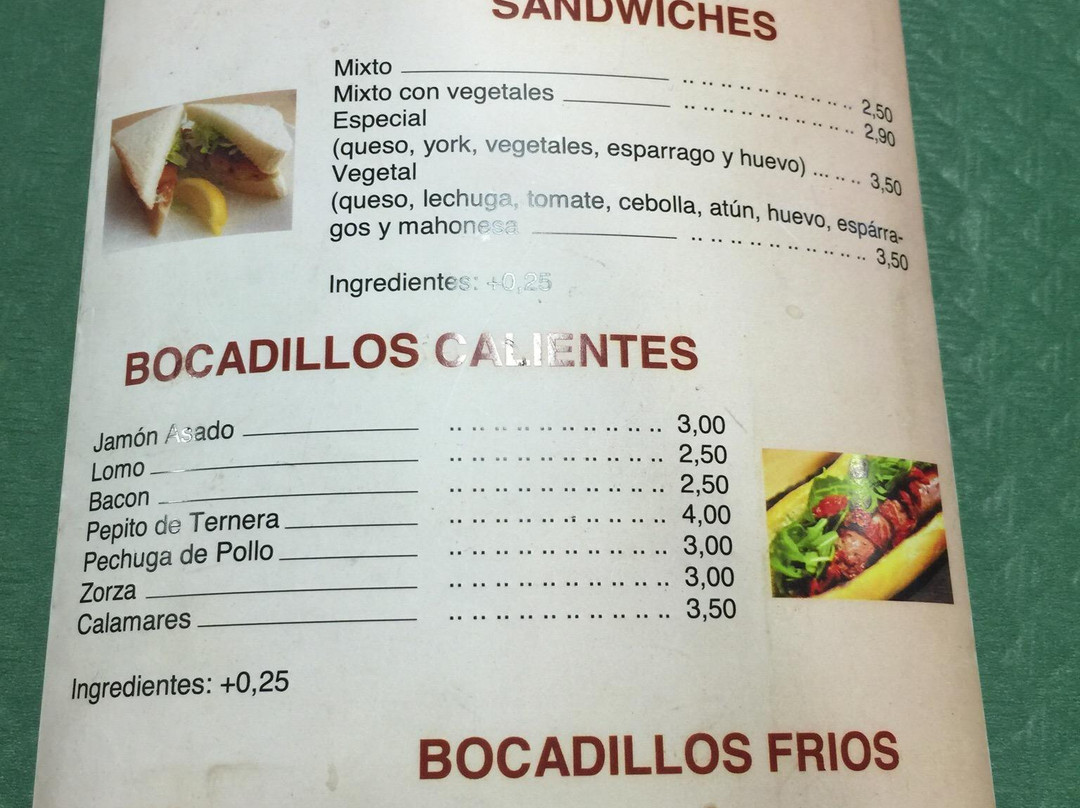 SANDWICHES
Mixto 2,50
Mixto con vegetales 2,90
Especial
(queso, york, vegetales, esparrago y huevo) ... .. .. 3,50
Vegetal
(queso, lechuga, tomate, cebolla, atún, huevo, espárra-
gos y mahonesa 3,50
Ingredientes: +0,25
BOCADILLOS CALIENTES
Jamón Asado 3,00
Lomo 2,50
Bacon 2,50
Pepito de Ternera 4,00
Pechuga de Pollo 3,00
Zorza 3,00
Calamares 3,50
Ingredientes: +0,25
BOCADILLOS FRIOS